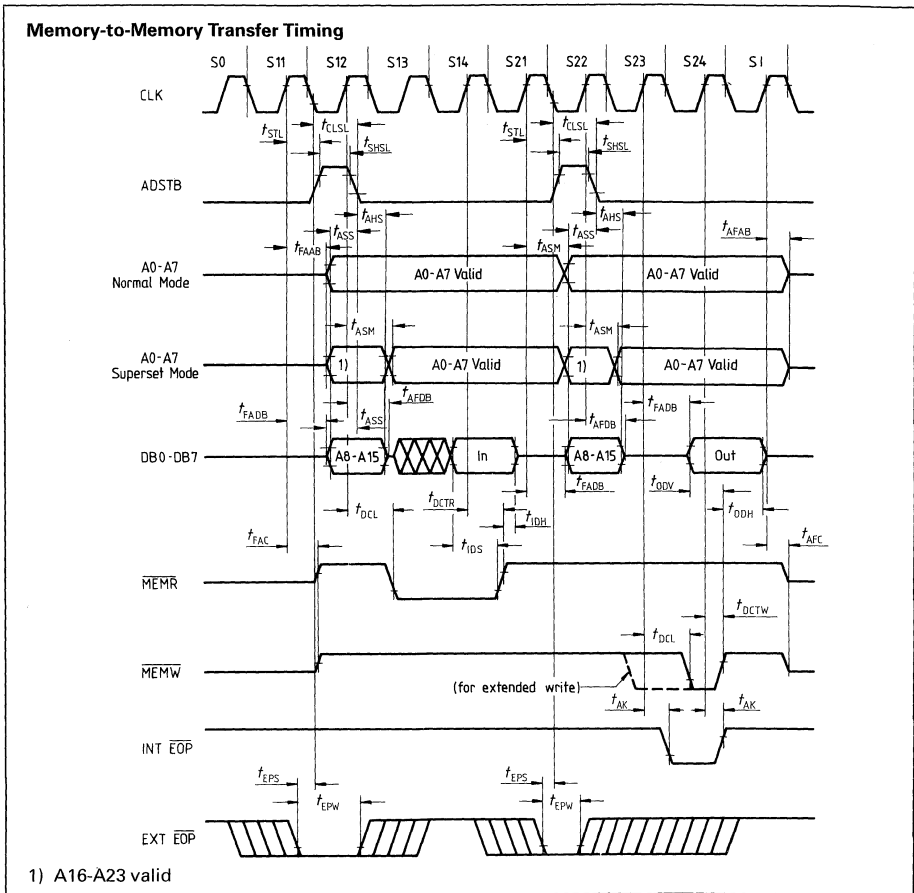 Memory-to-Memory Transfer Timing
S0 S11 S12 S13 S14 S21 S22 S23 S24 SI
CLK
tSTL tCLSL tSTL tCLSL
tSHSL tSHSL
ADSTB
tAHS tAHS
tASS tASS tAFAB
tFAAB tASM
A0-A7
Normal Mode
A0-A7 Valid A0-A7 Valid
tASM tASM
A0-A7
Superset Mode
1) A0-A7 Valid 1) A0-A7 Valid
tFADB tAFDB tFADB
tASS tAFDB
DB0-DB7 A8-A15 In A8-A15 Out
tDCL tDCTR tFADB tODV
tIDH tODH
tFAC tIDS tAFC
MEMR
tDCTW
tDCL
MEMW
(for extended write)
tAK tAK
INT EOP
tEPS tEPS
tEPW tEPW
EXT EOP
1) A16-A23 valid